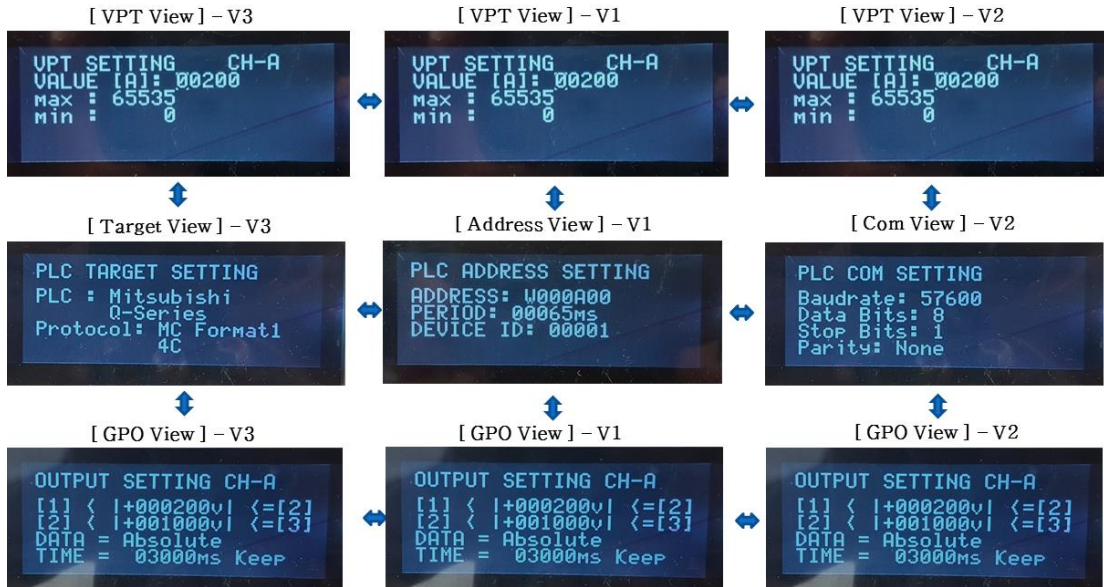 [ VPT View ] – V3
[ VPT View ] – V1
[ VPT View ] – V2
VPT SETTING CH-A
VALUE [A]: 00200
max : 65535
min : 0
VPT SETTING CH-A
VALUE [A]: 00200
max : 65535
min : 0
VPT SETTING CH-A
VALUE [A]: 00200
max : 65535
min : 0
[ Target View ] – V3
[ Address View ] – V1
[ Com View ] – V2
PLC TARGET SETTING
PLC : Mitsubishi
Q-Series
Protocol: MC Format1
4C
PLC ADDRESS SETTING
ADDRESS: W000A00
PERIOD: 00065ms
DEVICE ID: 00001
PLC COM SETTING
Baudrate: 57600
Data Bits: 8
Stop Bits: 1
Parity: None
[ GPO View ] – V3
[ GPO View ] – V1
[ GPO View ] – V2
OUTPUT SETTING CH-A
[1] < |+000200v| <=[2]
[2] < |+001000v| <=[3]
DATA = Absolute
TIME = 03000ms Keep
OUTPUT SETTING CH-A
[1] < |+000200v| <=[2]
[2] < |+001000v| <=[3]
DATA = Absolute
TIME = 03000ms Keep
OUTPUT SETTING CH-A
[1] < |+000200v| <=[2]
[2] < |+001000v| <=[3]
DATA = Absolute
TIME = 03000ms Keep